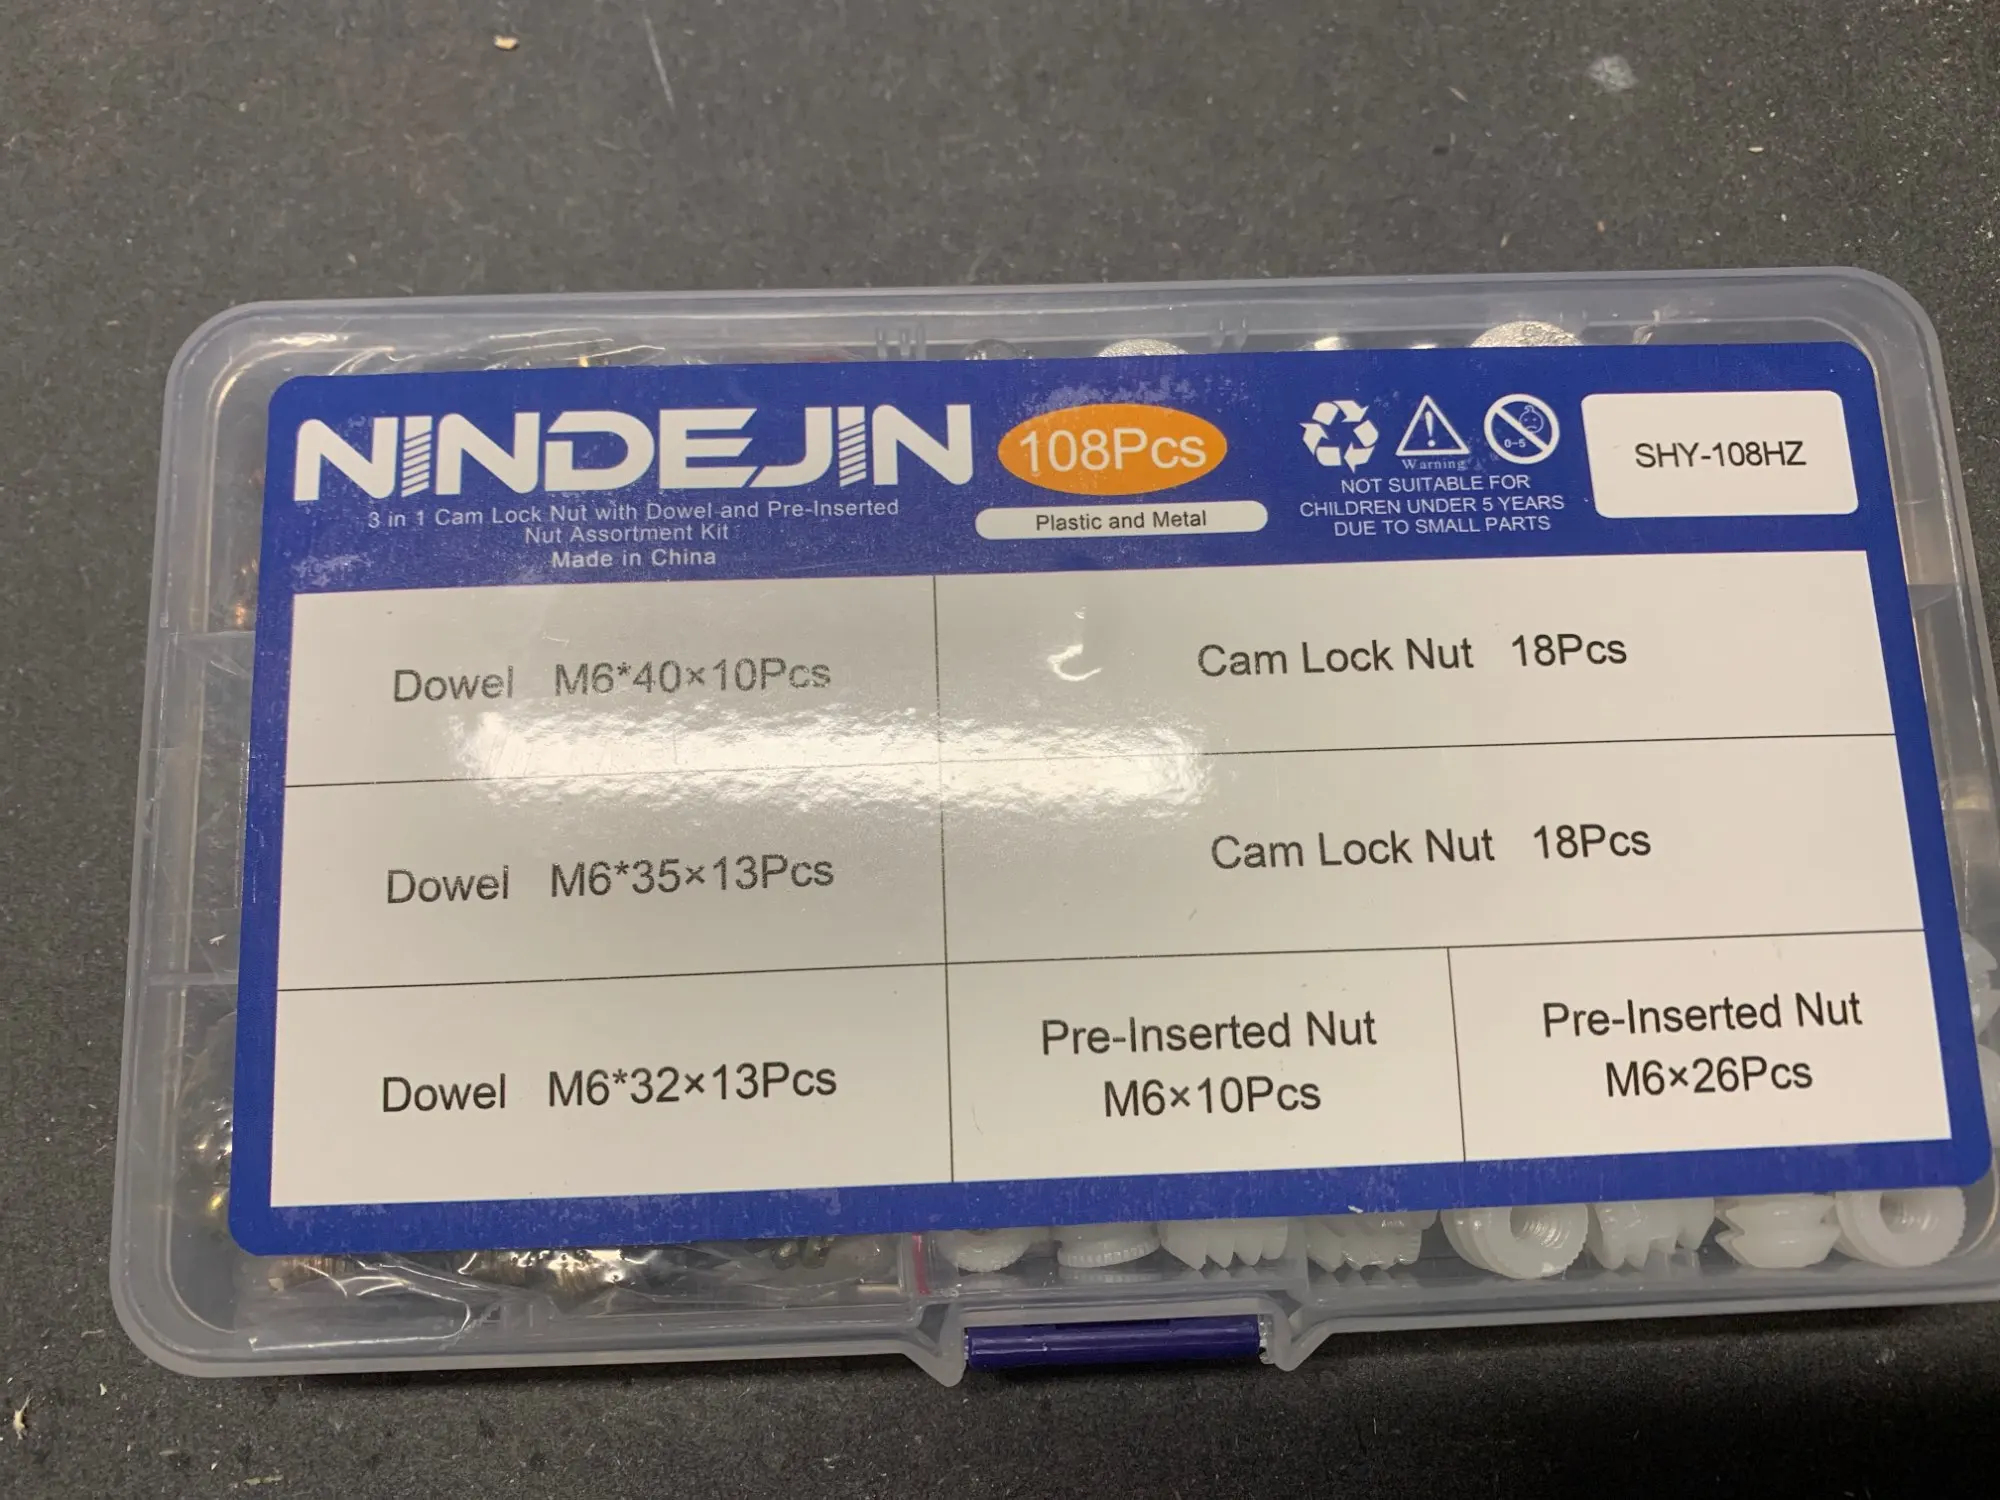 NINDEJIN
3 in 1 Cam Lock Nut with Dowel and Pre-Inserted
Nut Assortment Kit
Made in China
108Pcs
Plastic and Metal
0-5
Warning
NOT SUITABLE FOR
CHILDREN UNDER 5 YEARS
DUE TO SMALL PARTS
SHY-108HZ
Dowel M6*40×10Pcs
Cam Lock Nut 18Pcs
Dowel M6*35×13Pcs
Cam Lock Nut 18Pcs
Dowel M6*32×13Pcs
Pre-Inserted Nut
M6×10Pcs
Pre-Inserted Nut
M6×26Pcs